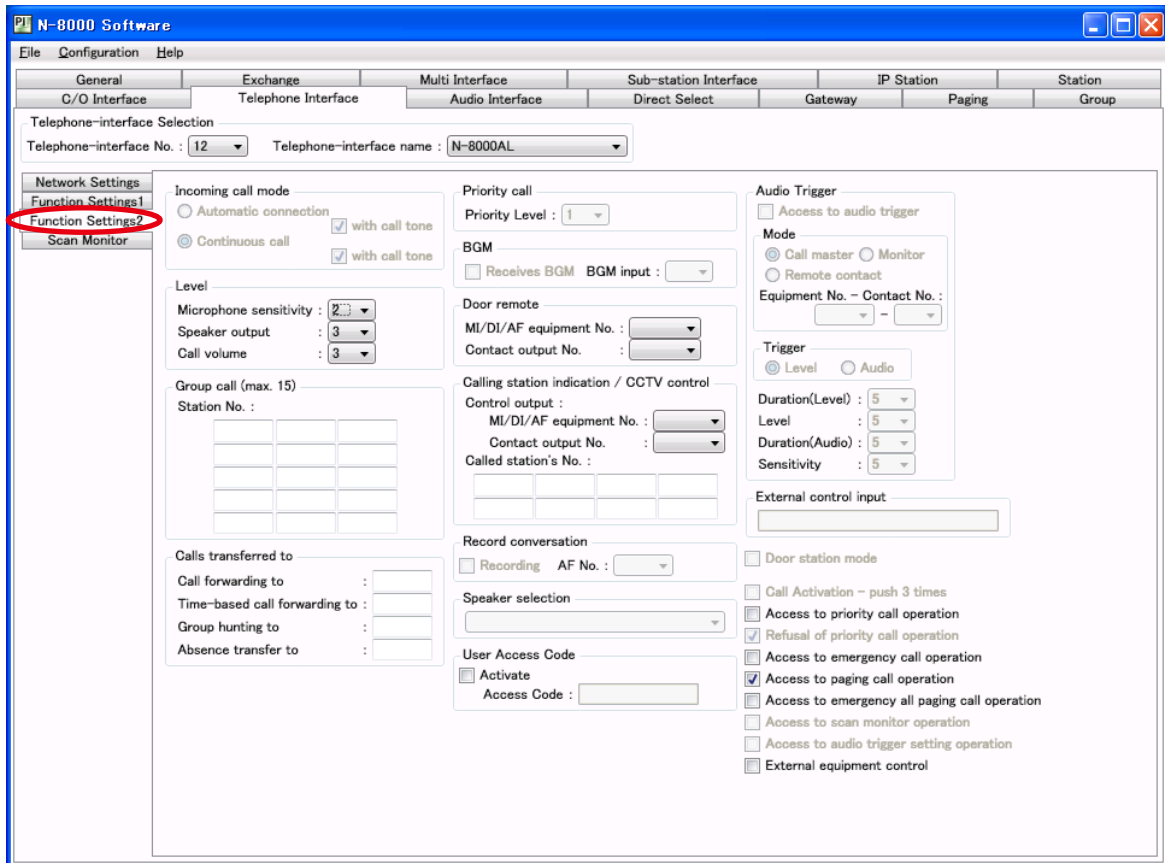 N-8000 Software
File Configuration Help
General Exchange Multi Interface Sub-station Interface IP Station Station
C/O Interface Telephone Interface Audio Interface Direct Select Gateway Paging Group
Telephone-interface Selection
Telephone-interface No. : 12 Telephone-interface name : N-8000AL
Network Settings
Function Settings1
Function Settings2
Scan Monitor
Incoming call mode
Automatic connection
with call tone
Continuous call
with call tone
Level
Microphone sensitivity : 2
Speaker output : 3
Call volume : 3
Group call (max. 15)
Station No. :
Calls transferred to
Call forwarding to :
Time-based call forwarding to :
Group hunting to :
Absence transfer to :
Priority call
Priority Level : 1
BGM
Receives BGM BGM input :
Door remote
MI/DI/AF equipment No. :
Contact output No. :
Calling station indication / CCTV control
Control output :
MI/DI/AF equipment No. :
Contact output No. :
Called station's No. :
Record conversation
Recording AF No. :
Speaker selection
User Access Code
Activate
Access Code :
Audio Trigger
Access to audio trigger
Mode
Call master Monitor
Remote contact
Equipment No. - Contact No. :
-
Trigger
Level Audio
Duration(Level) : 5
Level : 5
Duration(Audio) : 5
Sensitivity : 5
External control input
Door station mode
Call Activation - push 3 times
Access to priority call operation
Refusal of priority call operation
Access to emergency call operation
Access to paging call operation
Access to emergency all paging call operation
Access to scan monitor operation
Access to audio trigger setting operation
External equipment control